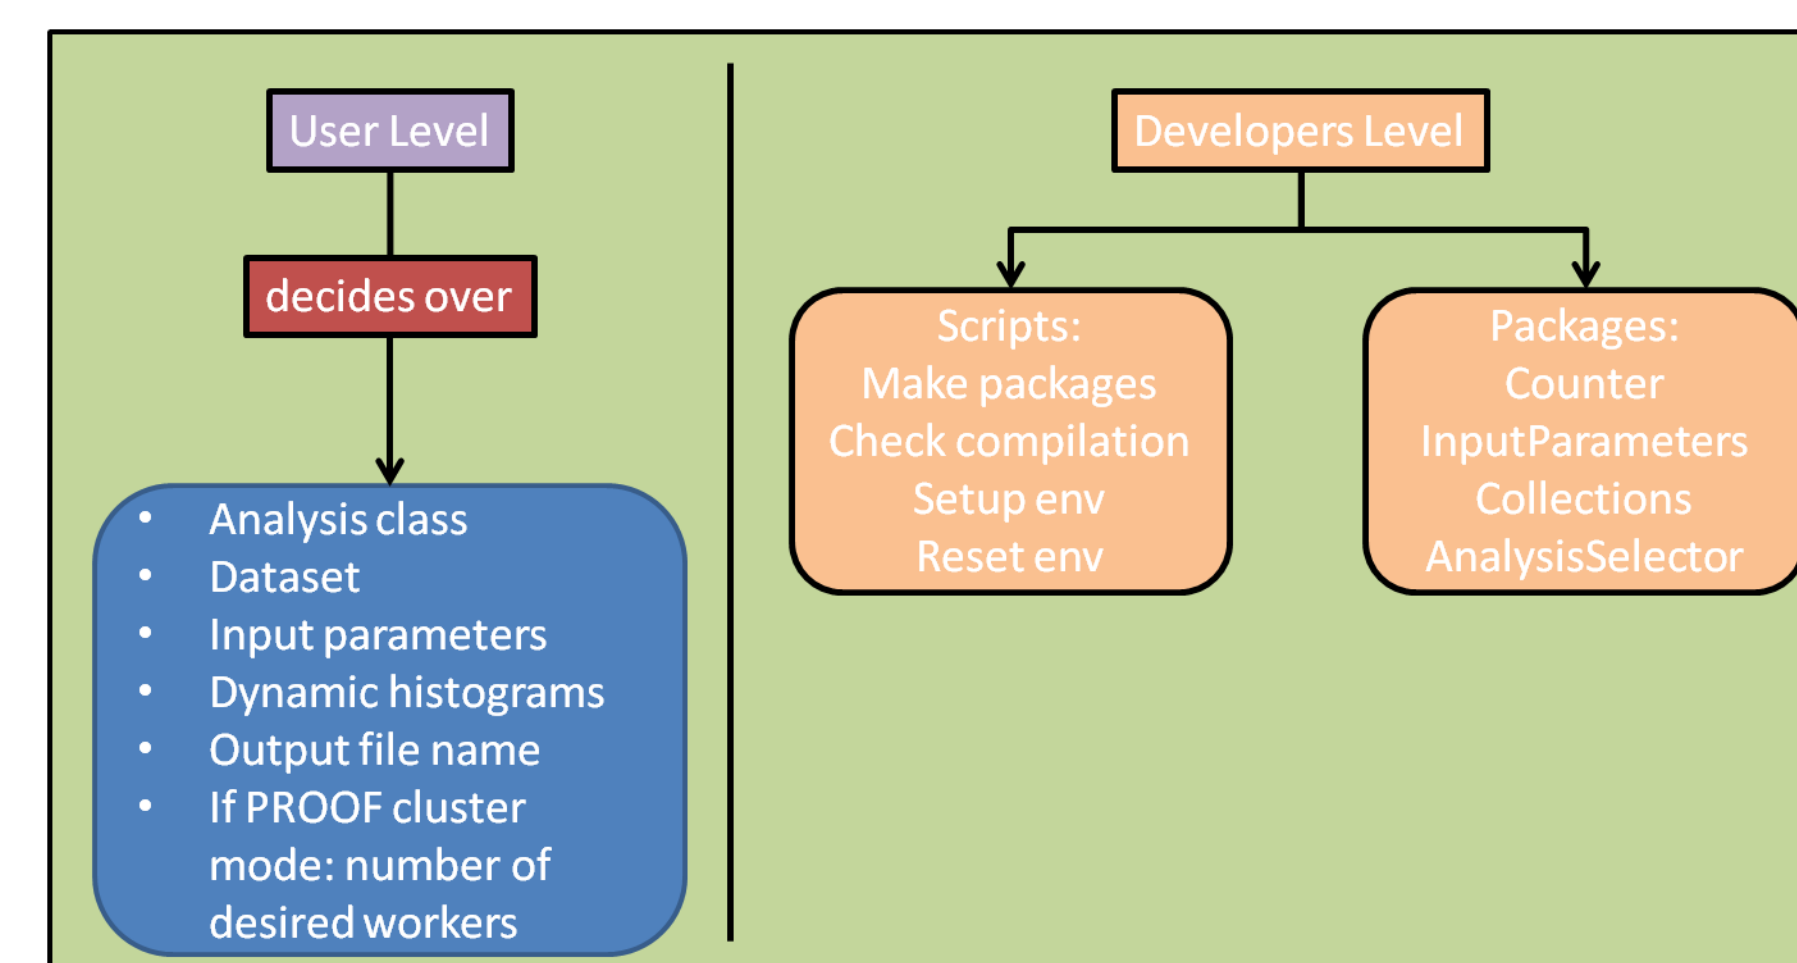 User Level
decides over
• Analysis class
• Dataset
• Input parameters
• Dynamic histograms
• Output file name
• If PROOF cluster
mode: number of
desired workers
Developers Level
Scripts:
Make packages
Check compilation
Setup env
Reset env
Packages:
Counter
InputParameters
Collections
AnalysisSelector